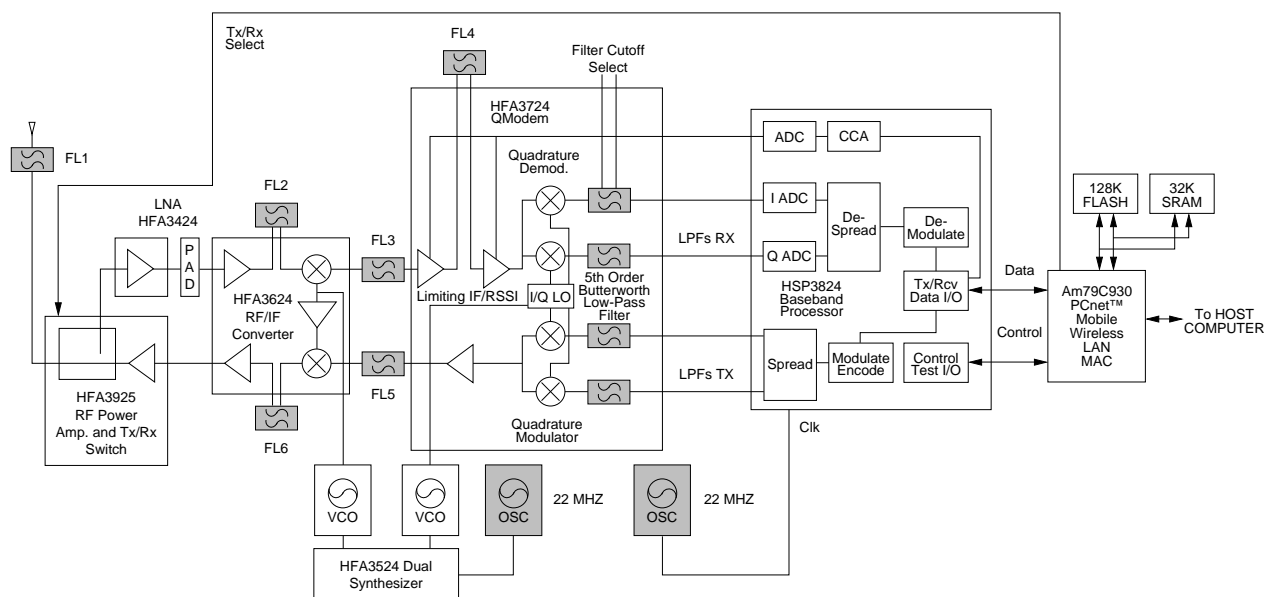 Tx/Rx
Select
FL4
Filter Cutoff
Select
HFA3724
QModem
FL1
ADC
CCA
Quadrature
Demod.
FL2
128K
FLASH
32K
SRAM
LNA
HFA3424
I ADC
De-
Spread
De-
Modulate
PAD
FL3
LPFs RX
Q ADC
Data
HFA3624
RF/IF
Converter
Limiting IF/RSSI
I/Q LO
5th Order
Butterworth
Low-Pass
Filter
HSP3824
Baseband
Processor
Tx/Rcv
Data I/O
Am79C930
PCnet™
Mobile
Wireless
LAN
MAC
To HOST
COMPUTER
Control
Spread
Modulate
Encode
Control
Test I/O
FL5
LPFs TX
HFA3925
RF Power
Amp. and Tx/Rx
Switch
FL6
Quadrature
Modulator
Clk
VCO
VCO
OSC
22 MHZ
OSC
22 MHZ
HFA3524 Dual
Synthesizer